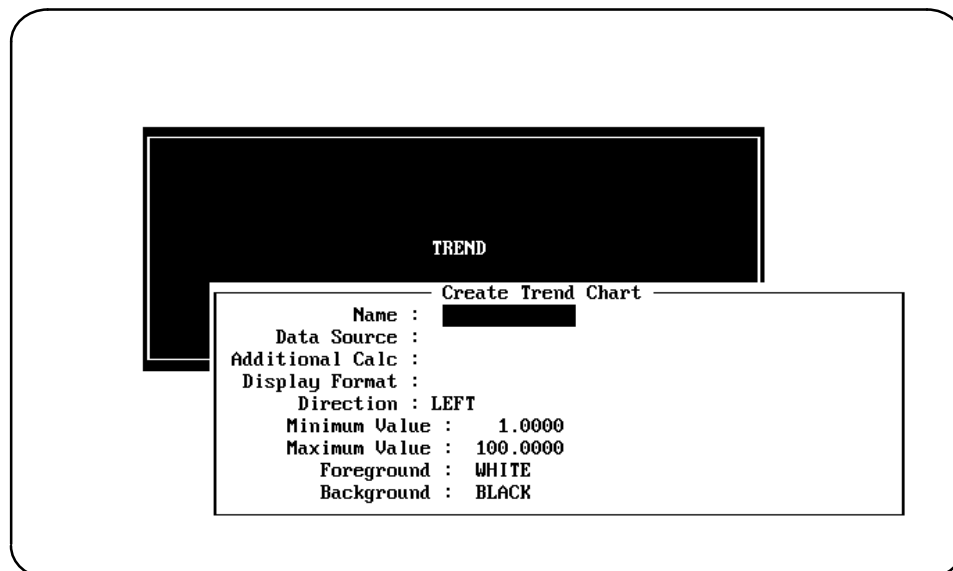 TREND
Create Trend Chart
Name :
Data Source :
Additional Calc :
Display Format :
Direction : LEFT
Minimum Value : 1.0000
Maximum Value : 100.0000
Foreground : WHITE
Background : BLACK